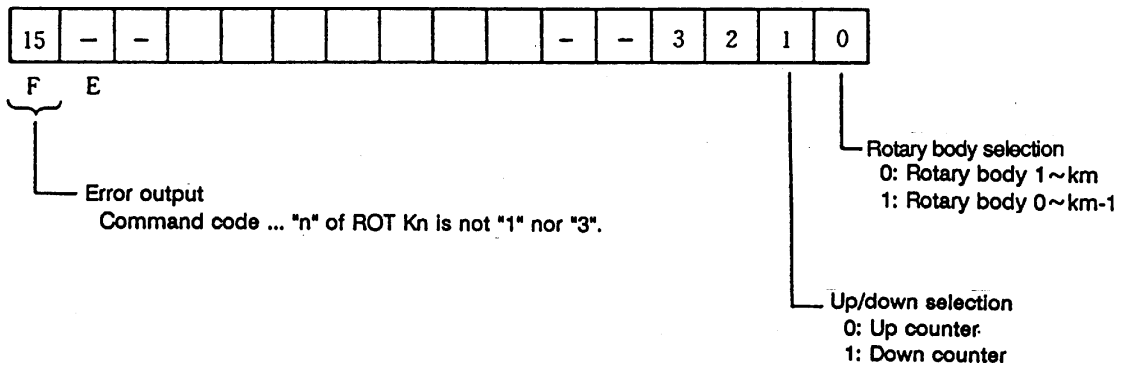 15 – – – – 3 2 1 0
F E
Rotary body selection
0: Rotary body 1~km
1: Rotary body 0~km-1
Error output
Command code ... "n" of ROT Kn is not "1" nor "3".
Up/down selection
0: Up counter
1: Down counter